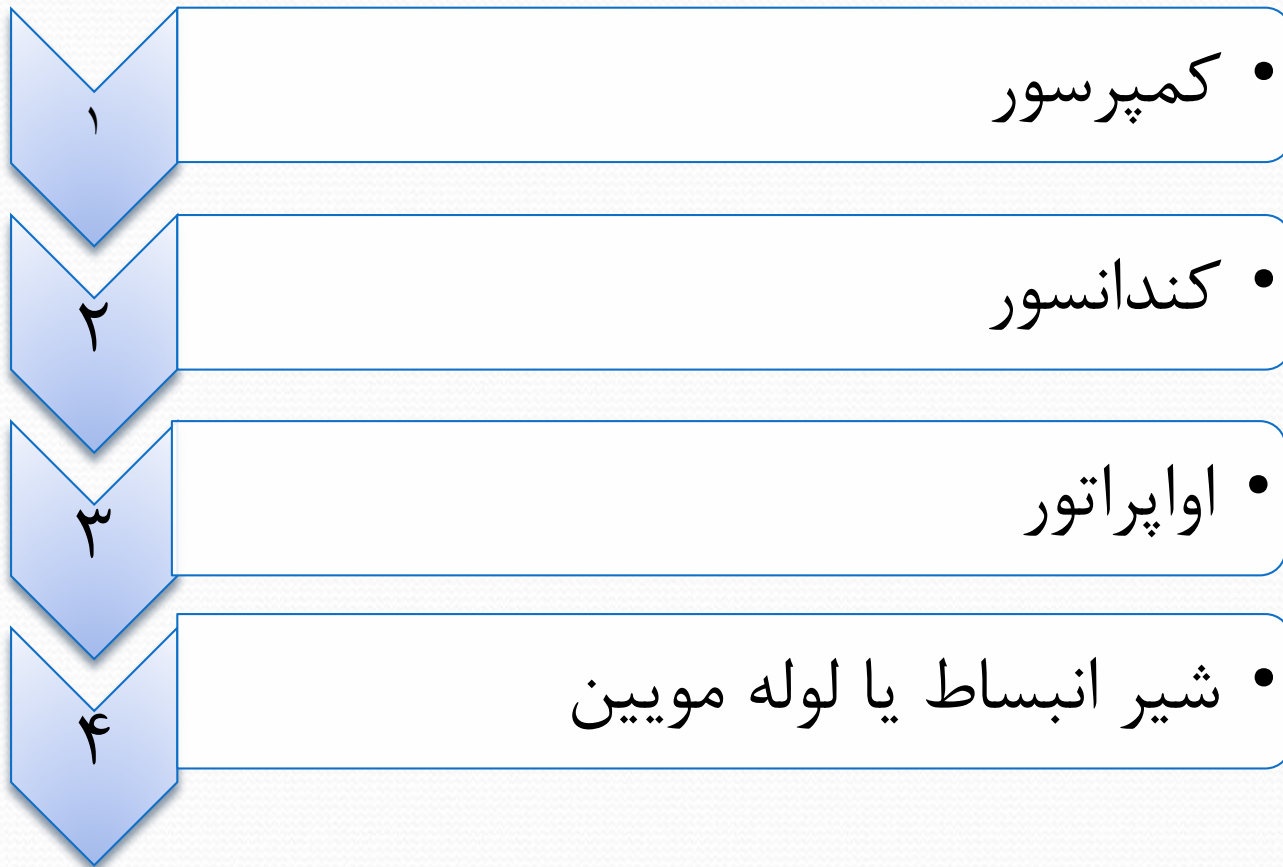 ۱
• کمپرسور
۲
• کندانسور
۳
• اواپراتور
۴
• شیر انبساط یا لوله مویین